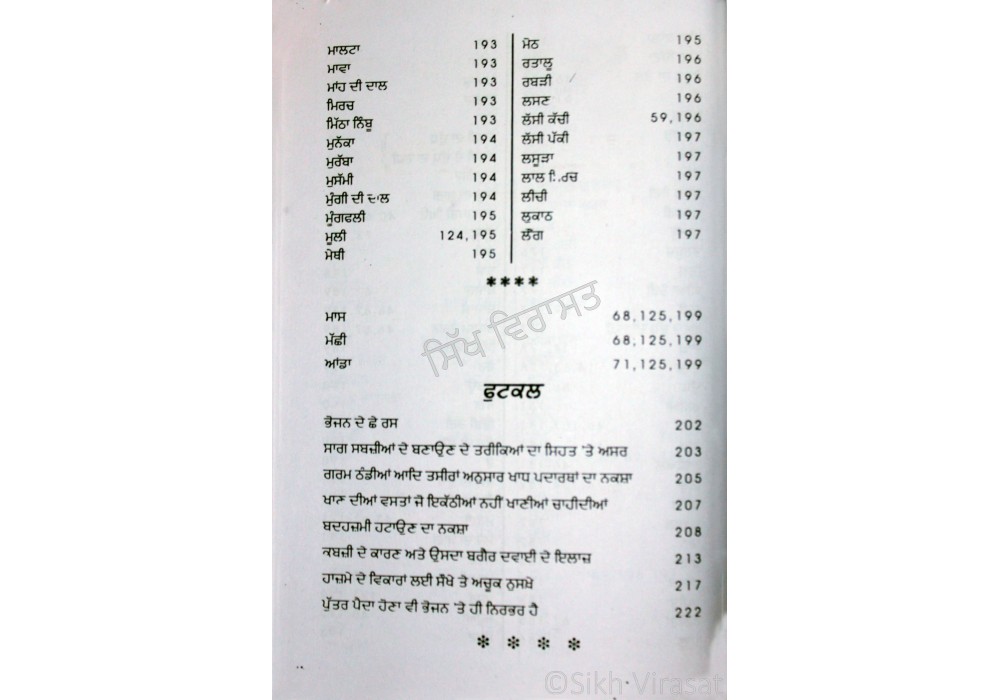 ਮਾਲਟਾ 193
ਮਾਵਾ 193
ਮਾਂਹ ਦੀ ਦਾਲ 193
ਮਿਰਚ 193
ਮਿੱਠਾ ਨਿੰਬੂ 193
ਮੁਨੱਕਾ 194
ਮੁਰੱਬਾ 194
ਮੁਸੱਮੀ 194
ਮੁੰਗੀ ਦੀ ਦਾਲ 194
ਮੂੰਗਫਲੀ 195
ਮੂਲੀ 124,195
ਮੇਥੀ 195
ਮੋਠ 195
ਰਤਾਲੂ 196
ਰਬੜੀ 196
ਲਸਣ 196
ਲੱਸੀ ਕੱਚੀ 59,196
ਲੱਸੀ ਪੱਕੀ 197
ਲਸੂੜਾ 197
ਲਾਲ ਮਿਰਚ 197
ਲੀਚੀ 197
ਲੁਕਾਠ 197
ਲੌਂਗ 197
****
ਮਾਸ 68,125,199
ਮੱਛੀ 68,125,199
ਆਂਡਾ 71,125,199
ਸਿੱਖ ਵਿਰਾਸਤ
ਫੁਟਕਲ
ਭੋਜਨ ਦੇ ਛੇ ਰਸ 202
ਸਾਗ ਸਬਜ਼ੀਆਂ ਦੇ ਬਣਾਉਣ ਦੇ ਤਰੀਕਿਆਂ ਦਾ ਸਿਹਤ 'ਤੇ ਅਸਰ 203
ਗਰਮ ਠੰਡੀਆਂ ਆਦਿ ਤਸੀਰਾਂ ਅਨੁਸਾਰ ਖਾਧ ਪਦਾਰਥਾਂ ਦਾ ਨਕਸ਼ਾ 205
ਖਾਣ ਦੀਆਂ ਵਸਤਾਂ ਜੋ ਇਕੱਠੀਆਂ ਨਹੀਂ ਖਾਣੀਆਂ ਚਾਹੀਦੀਆਂ 207
ਬਦਹਜ਼ਮੀ ਹਟਾਉਣ ਦਾ ਨਕਸ਼ਾ 208
ਕਬਜ਼ੀ ਦੇ ਕਾਰਣ ਅਤੇ ਉਸਦਾ ਬਗੈਰ ਦਵਾਈ ਦੇ ਇਲਾਜ਼ 213
ਹਾਜ਼ਮੇ ਦੇ ਵਿਕਾਰਾਂ ਲਈ ਸੌਖੇ ਤੇ ਅਚੂਕ ਨੁਸਖ਼ੇ 217
ਪੁੱਤਰ ਪੈਦਾ ਹੋਣਾ ਵੀ ਭੋਜਨ 'ਤੇ ਹੀ ਨਿਰਭਰ ਹੈ 222
* * * *
©Sikh Virasat